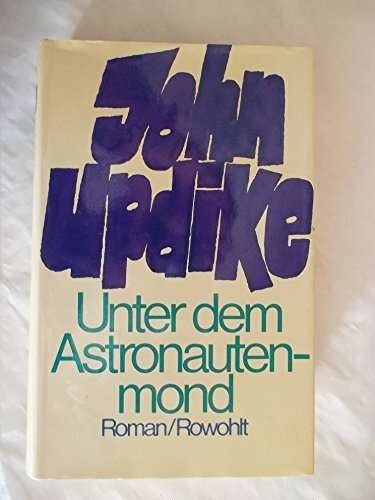 John
Updike
Unter dem
Astronauten-
mond
Roman/Rowohlt